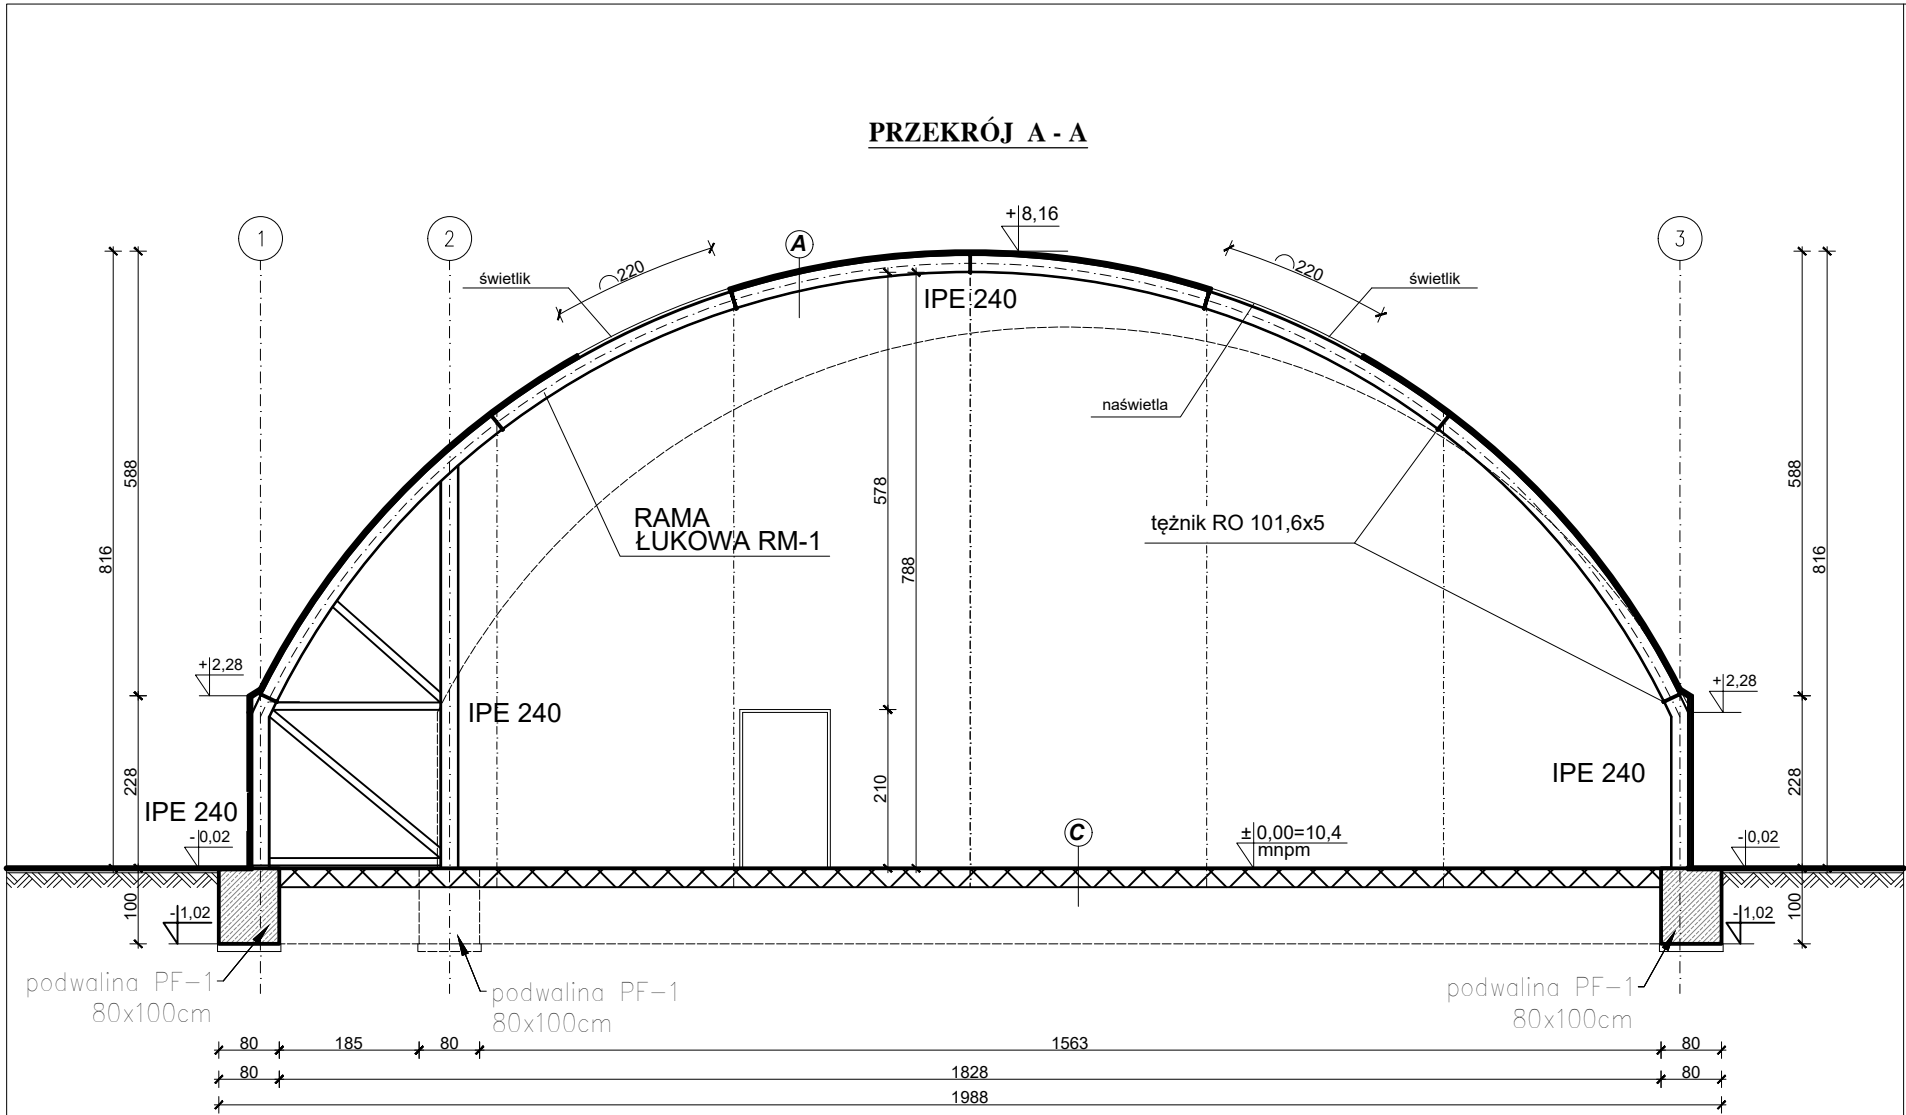 PRZEKRÓJ A - A
+8,16
1
2
A
3
220
220
świetlik
świetlik
IPE 240
naświetla
588
578
588
RAMA
ŁUKOWA RM-1
tężnik RO 101,6x5
816
788
816
+2,28
+2,28
IPE 240
IPE 240
228
210
228
IPE 240
-0,02
C
±0,00=10,4
mnpm
-0,02
100
-1,02
-1,02
100
podwalina PF-1
80x100cm
podwalina PF-1
80x100cm
podwalina PF-1
80x100cm
80 185 80 1563 80
80 1828 80
1988